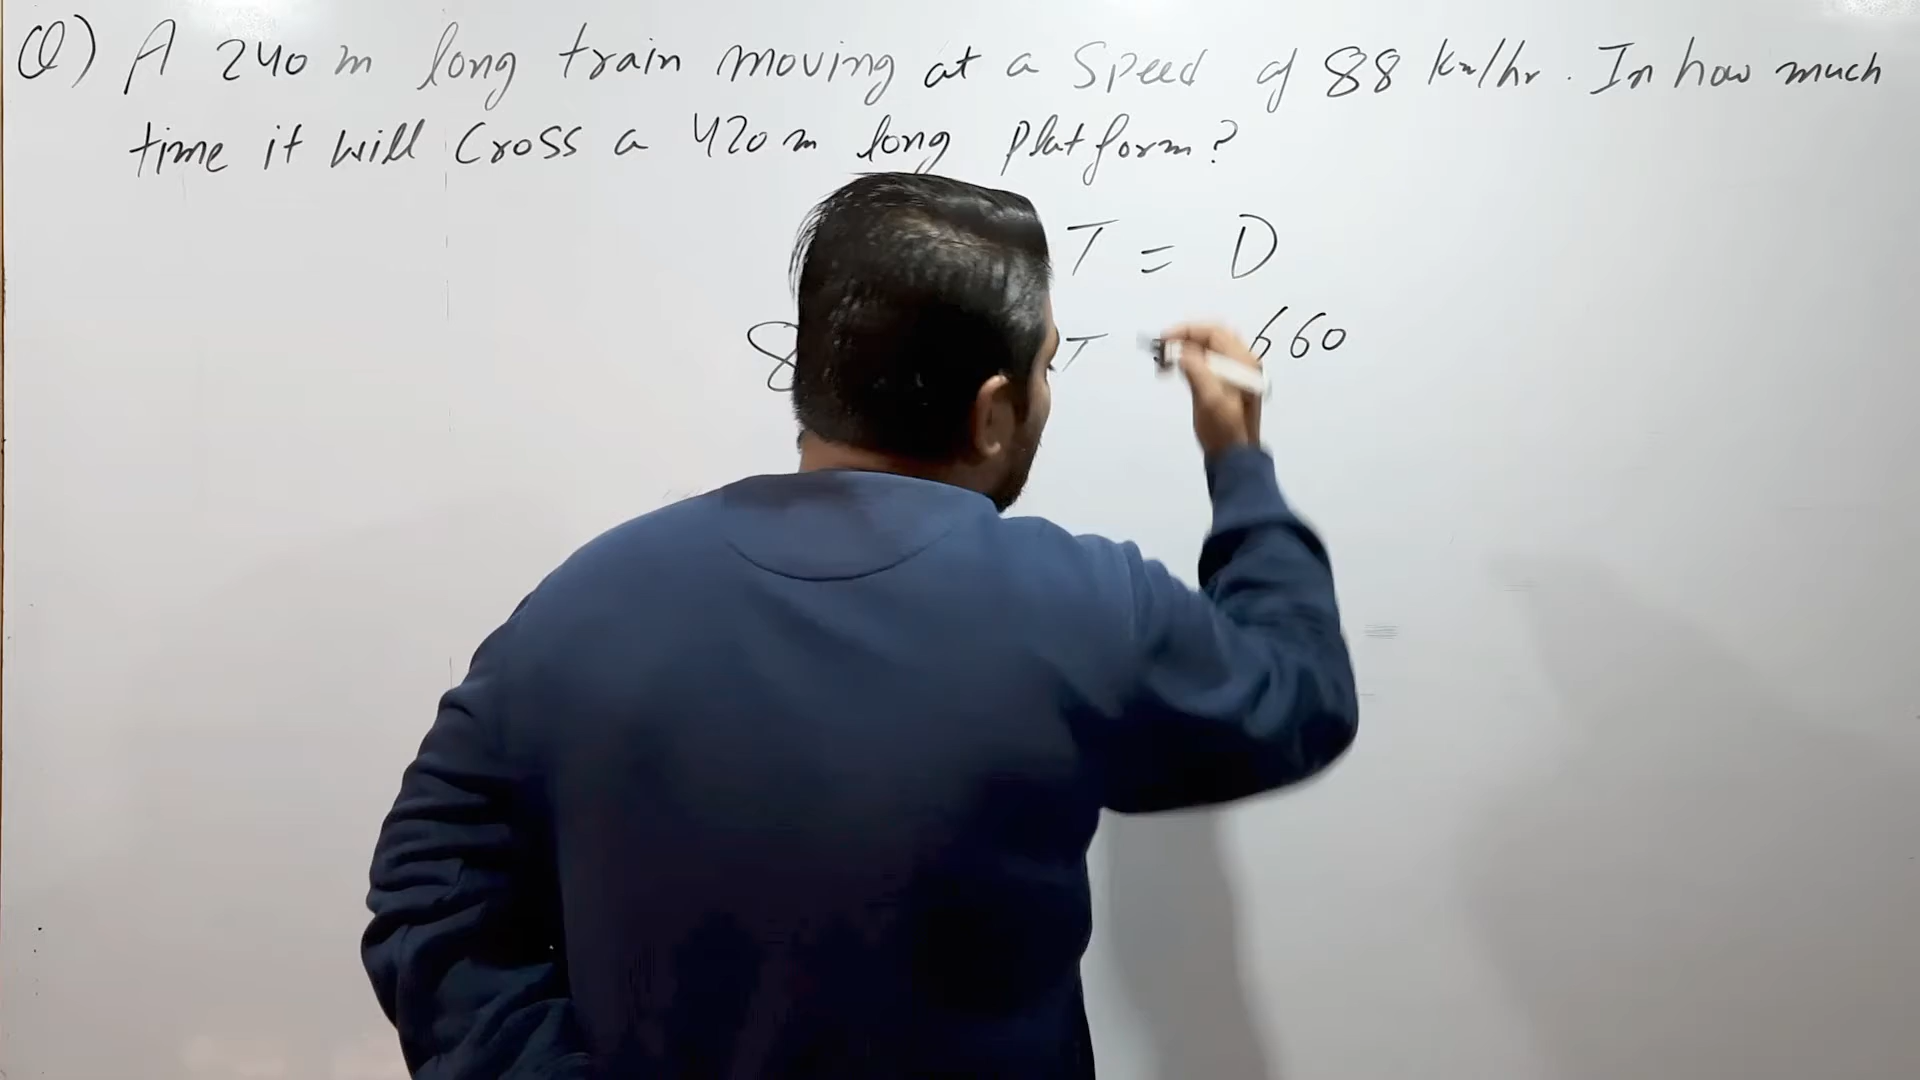 Q) A 240 m long train moving at a Speed of 88 km/hr. In how much
time it will Cross a 420 m long Platform?
T = D
8 T = 660